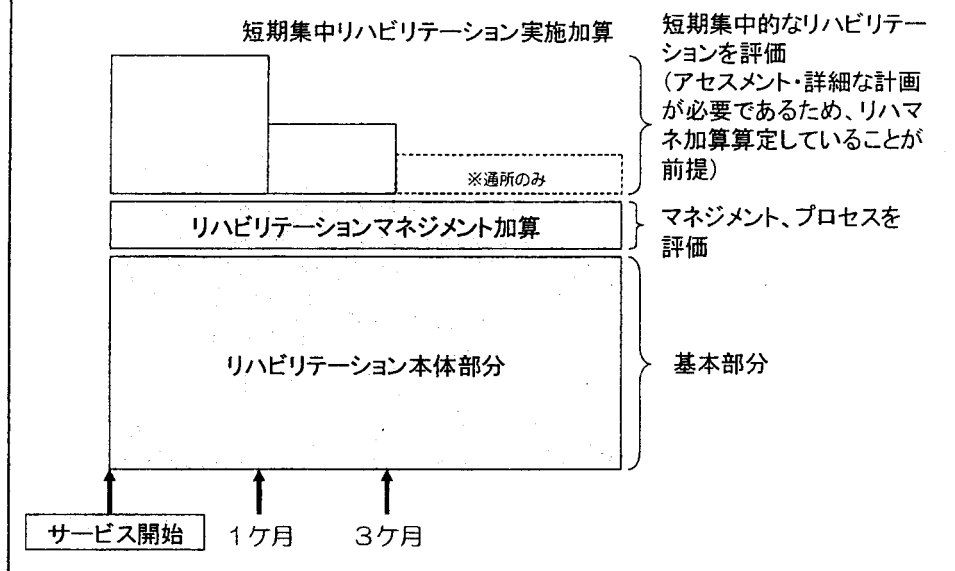 短期集中リハビリテーション実施加算
短期集中的なリハビリテー
ションを評価
(アセスメント・詳細な計画
が必要であるため、リハマ
ネ加算算定していることが
前提)
※通所のみ
リハビリテーションマネジメント加算
マネジメント、プロセスを
評価
リハビリテーション本体部分
基本部分
サービス開始
1ケ月
3ケ月